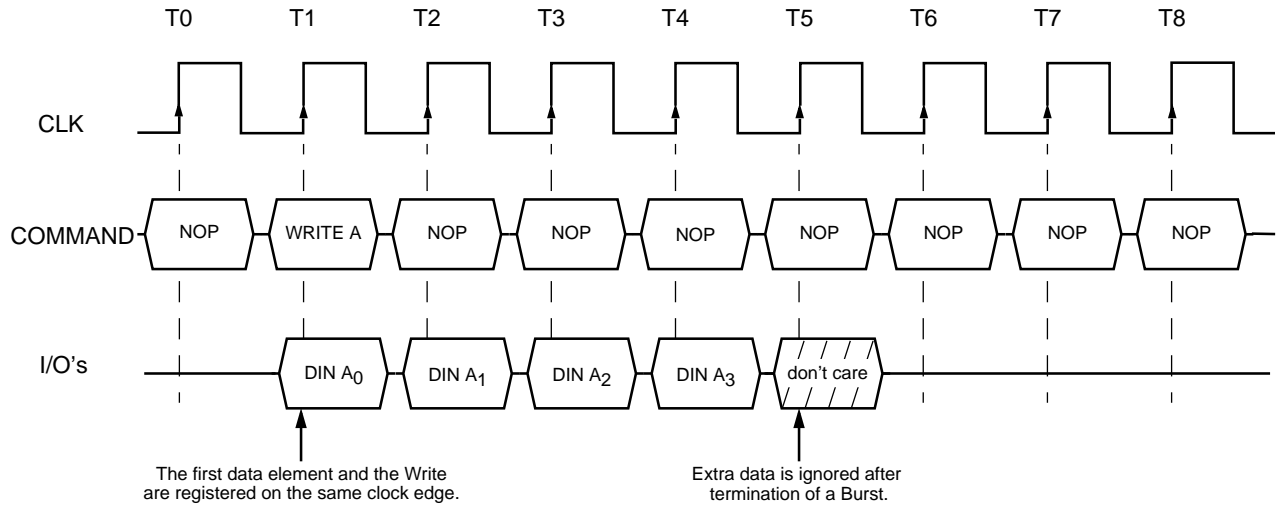 T0 T1 T2 T3 T4 T5 T6 T7 T8
CLK
COMMAND NOP WRITE A NOP NOP NOP NOP NOP NOP NOP
I/O's DIN A0 DIN A1 DIN A2 DIN A3 don't care
The first data element and the Write
are registered on the same clock edge.
Extra data is ignored after
termination of a Burst.